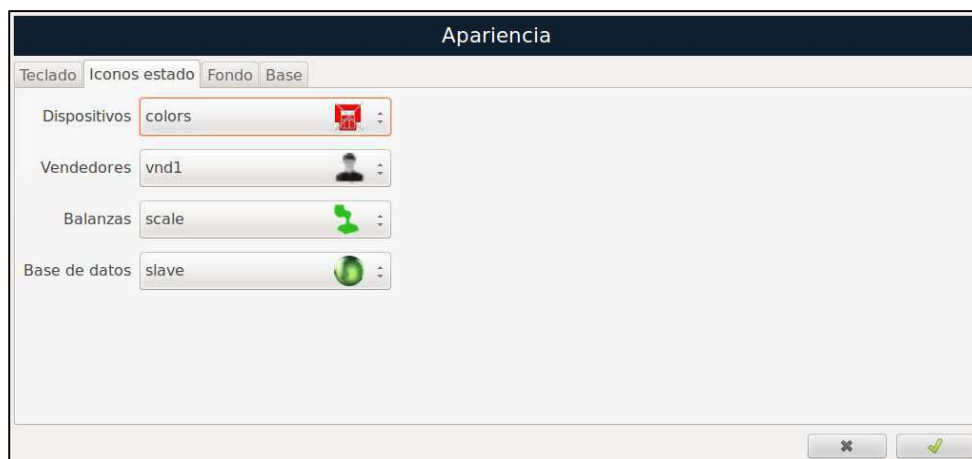 Apariencia
Teclado Iconos estado Fondo Base
Dispositivos colors
Vendedores vnd1
Balanzas scale
Base de datos slave